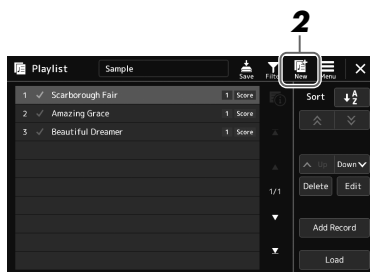 2
Playlist Sample Save Filter New Menu
1 Scarborough Fair 1 Score Sort
2 Amazing Grace 1 Score
3 Beautiful Dreamer 1 Score
Up Down
1/1 Delete Edit
Add Record
Load